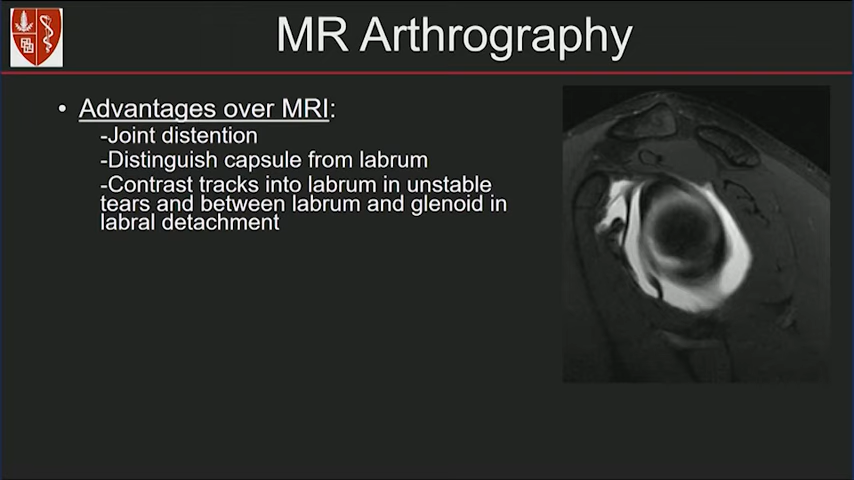 MR Arthrography
• Advantages over MRI:
-Joint distention
-Distinguish capsule from labrum
-Contrast tracks into labrum in unstable
tears and between labrum and glenoid in
labral detachment